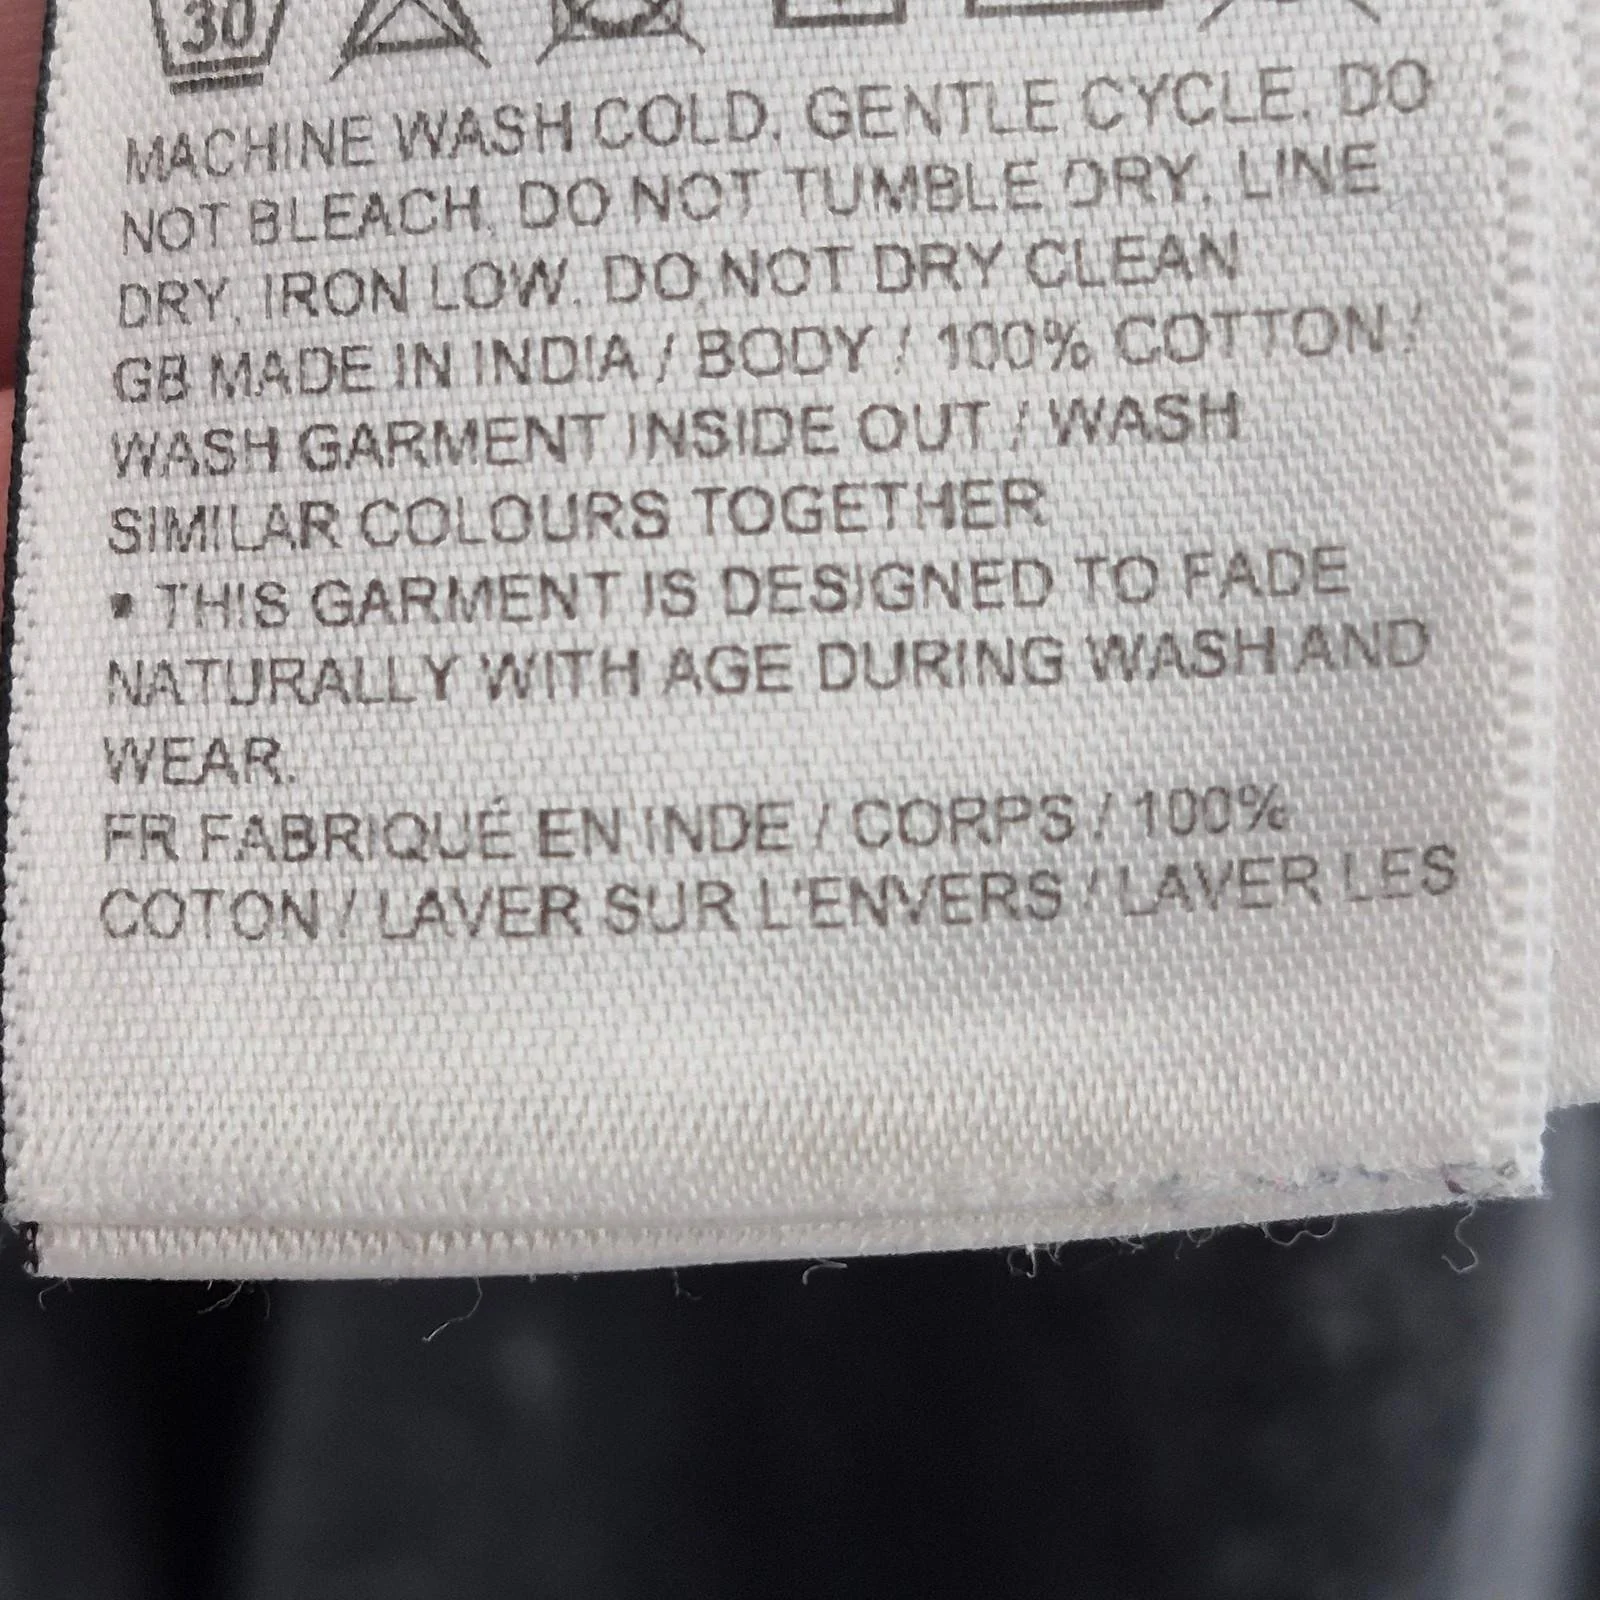 30
MACHINE WASH COLD, GENTLE CYCLE, DO
NOT BLEACH, DO NOT TUMBLE DRY, LINE
DRY, IRON LOW, DO NOT DRY CLEAN
GB MADE IN INDIA / BODY / 100% COTTON /
WASH GARMENT INSIDE OUT / WASH
SIMILAR COLOURS TOGETHER
• THIS GARMENT IS DESIGNED TO FADE
NATURALLY WITH AGE DURING WASH AND
WEAR.
FR FABRIQUÉ EN INDE / CORPS / 100%
COTON / LAVER SUR L'ENVERS / LAVER LES